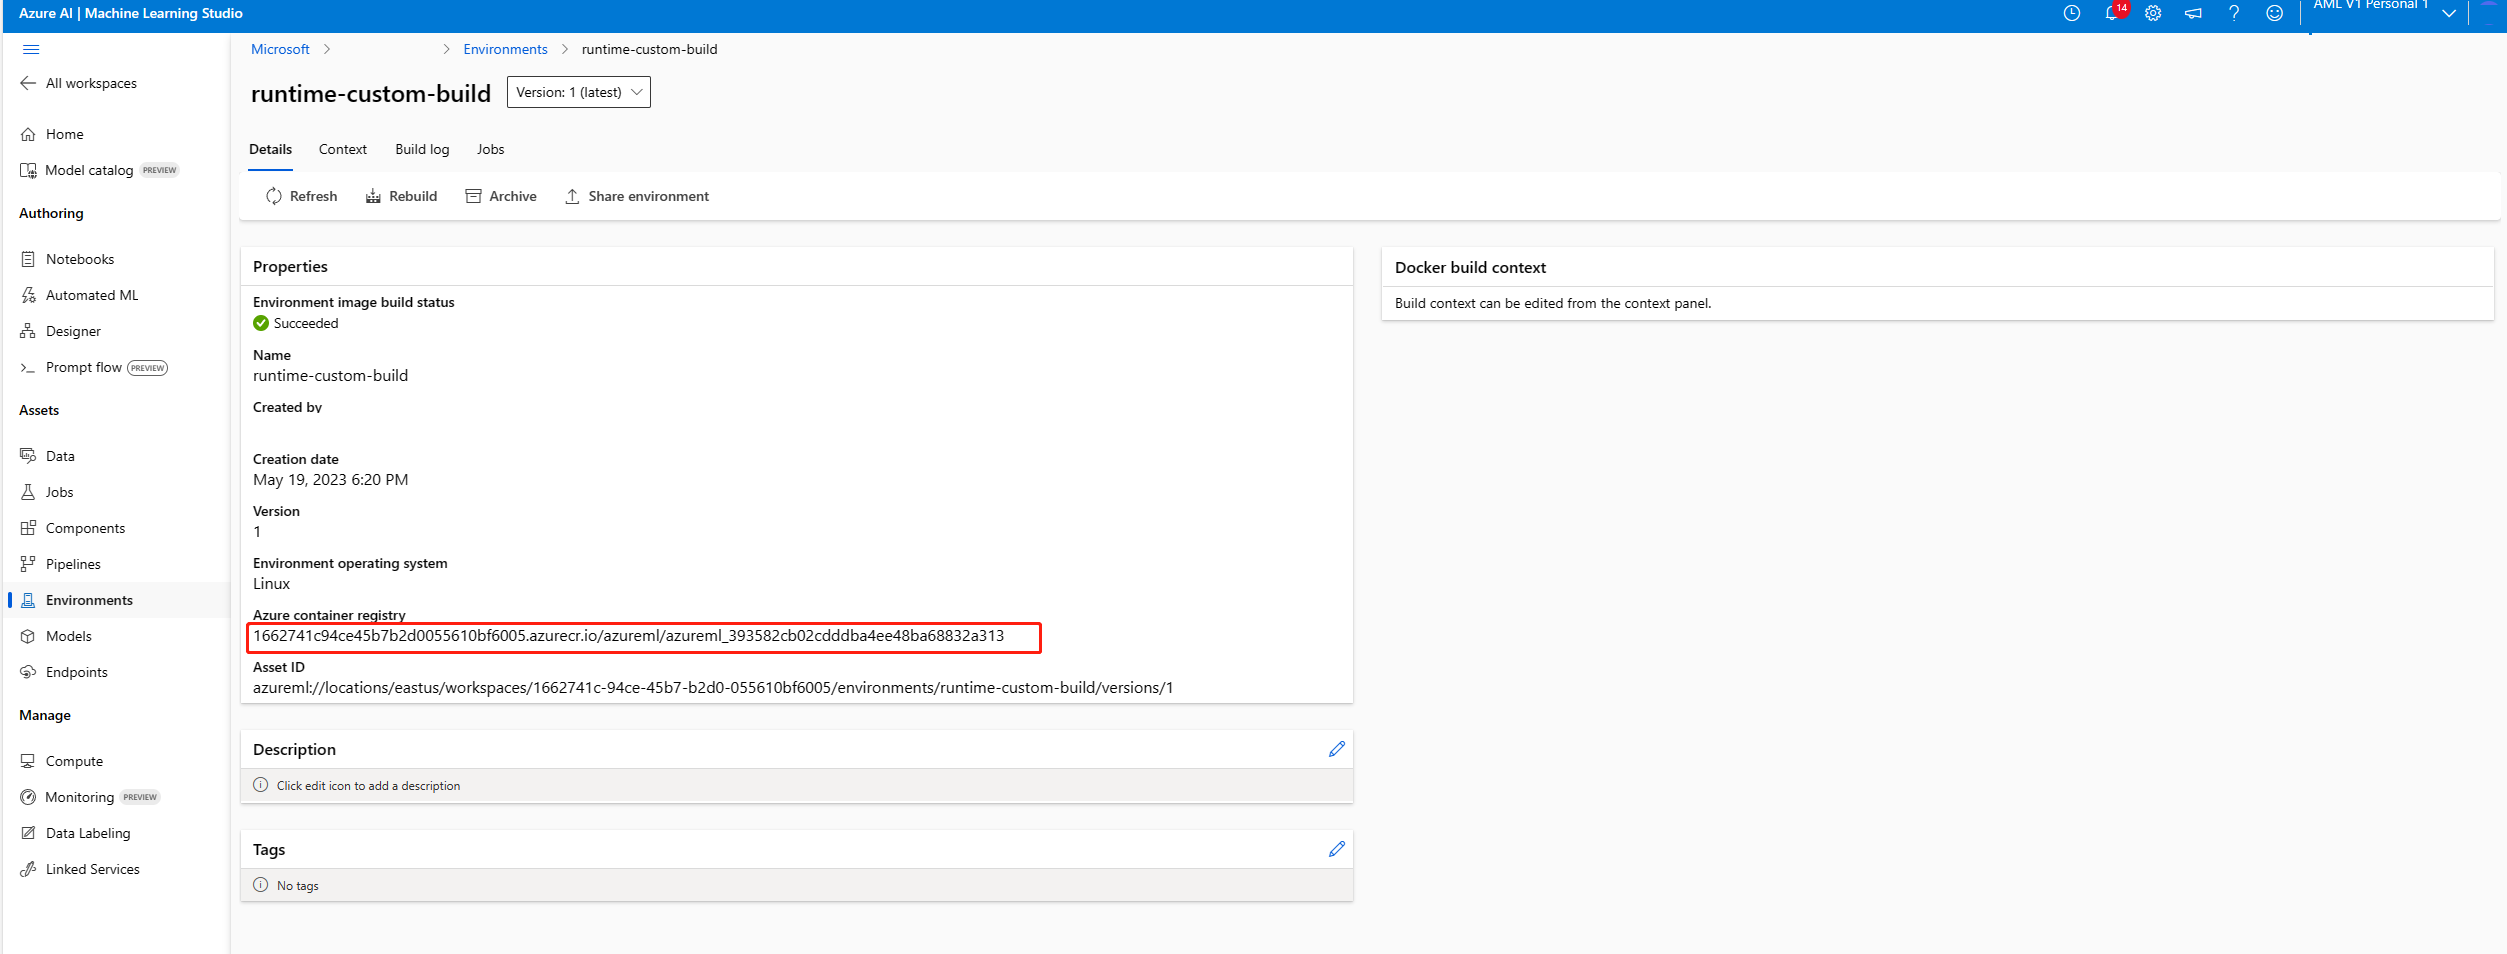 Azure AI | Machine Learning Studio
14
AML V1 Personal 1
All workspaces
Home
Model catalog PREVIEW
Authoring
Notebooks
Automated ML
Designer
Prompt flow PREVIEW
Assets
Data
Jobs
Components
Pipelines
Environments
Models
Endpoints
Manage
Compute
Monitoring PREVIEW
Data Labeling
Linked Services
Microsoft > > Environments > runtime-custom-build
runtime-custom-build
Version: 1 (latest)
Details Context Build log Jobs
Refresh Rebuild Archive Share environment
Properties
Environment image build status
Succeeded
Name
runtime-custom-build
Created by
Creation date
May 19, 2023 6:20 PM
Version
1
Environment operating system
Linux
Azure container registry
1662741c94ce45b7b2d0055610bf6005.azurecr.io/azureml/azureml_393582cb02cdddba4ee48ba68832a313
Asset ID
azureml://locations/eastus/workspaces/1662741c-94ce-45b7-b2d0-055610bf6005/environments/runtime-custom-build/versions/1
Description
Click edit icon to add a description
Tags
No tags
Docker build context
Build context can be edited from the context panel.